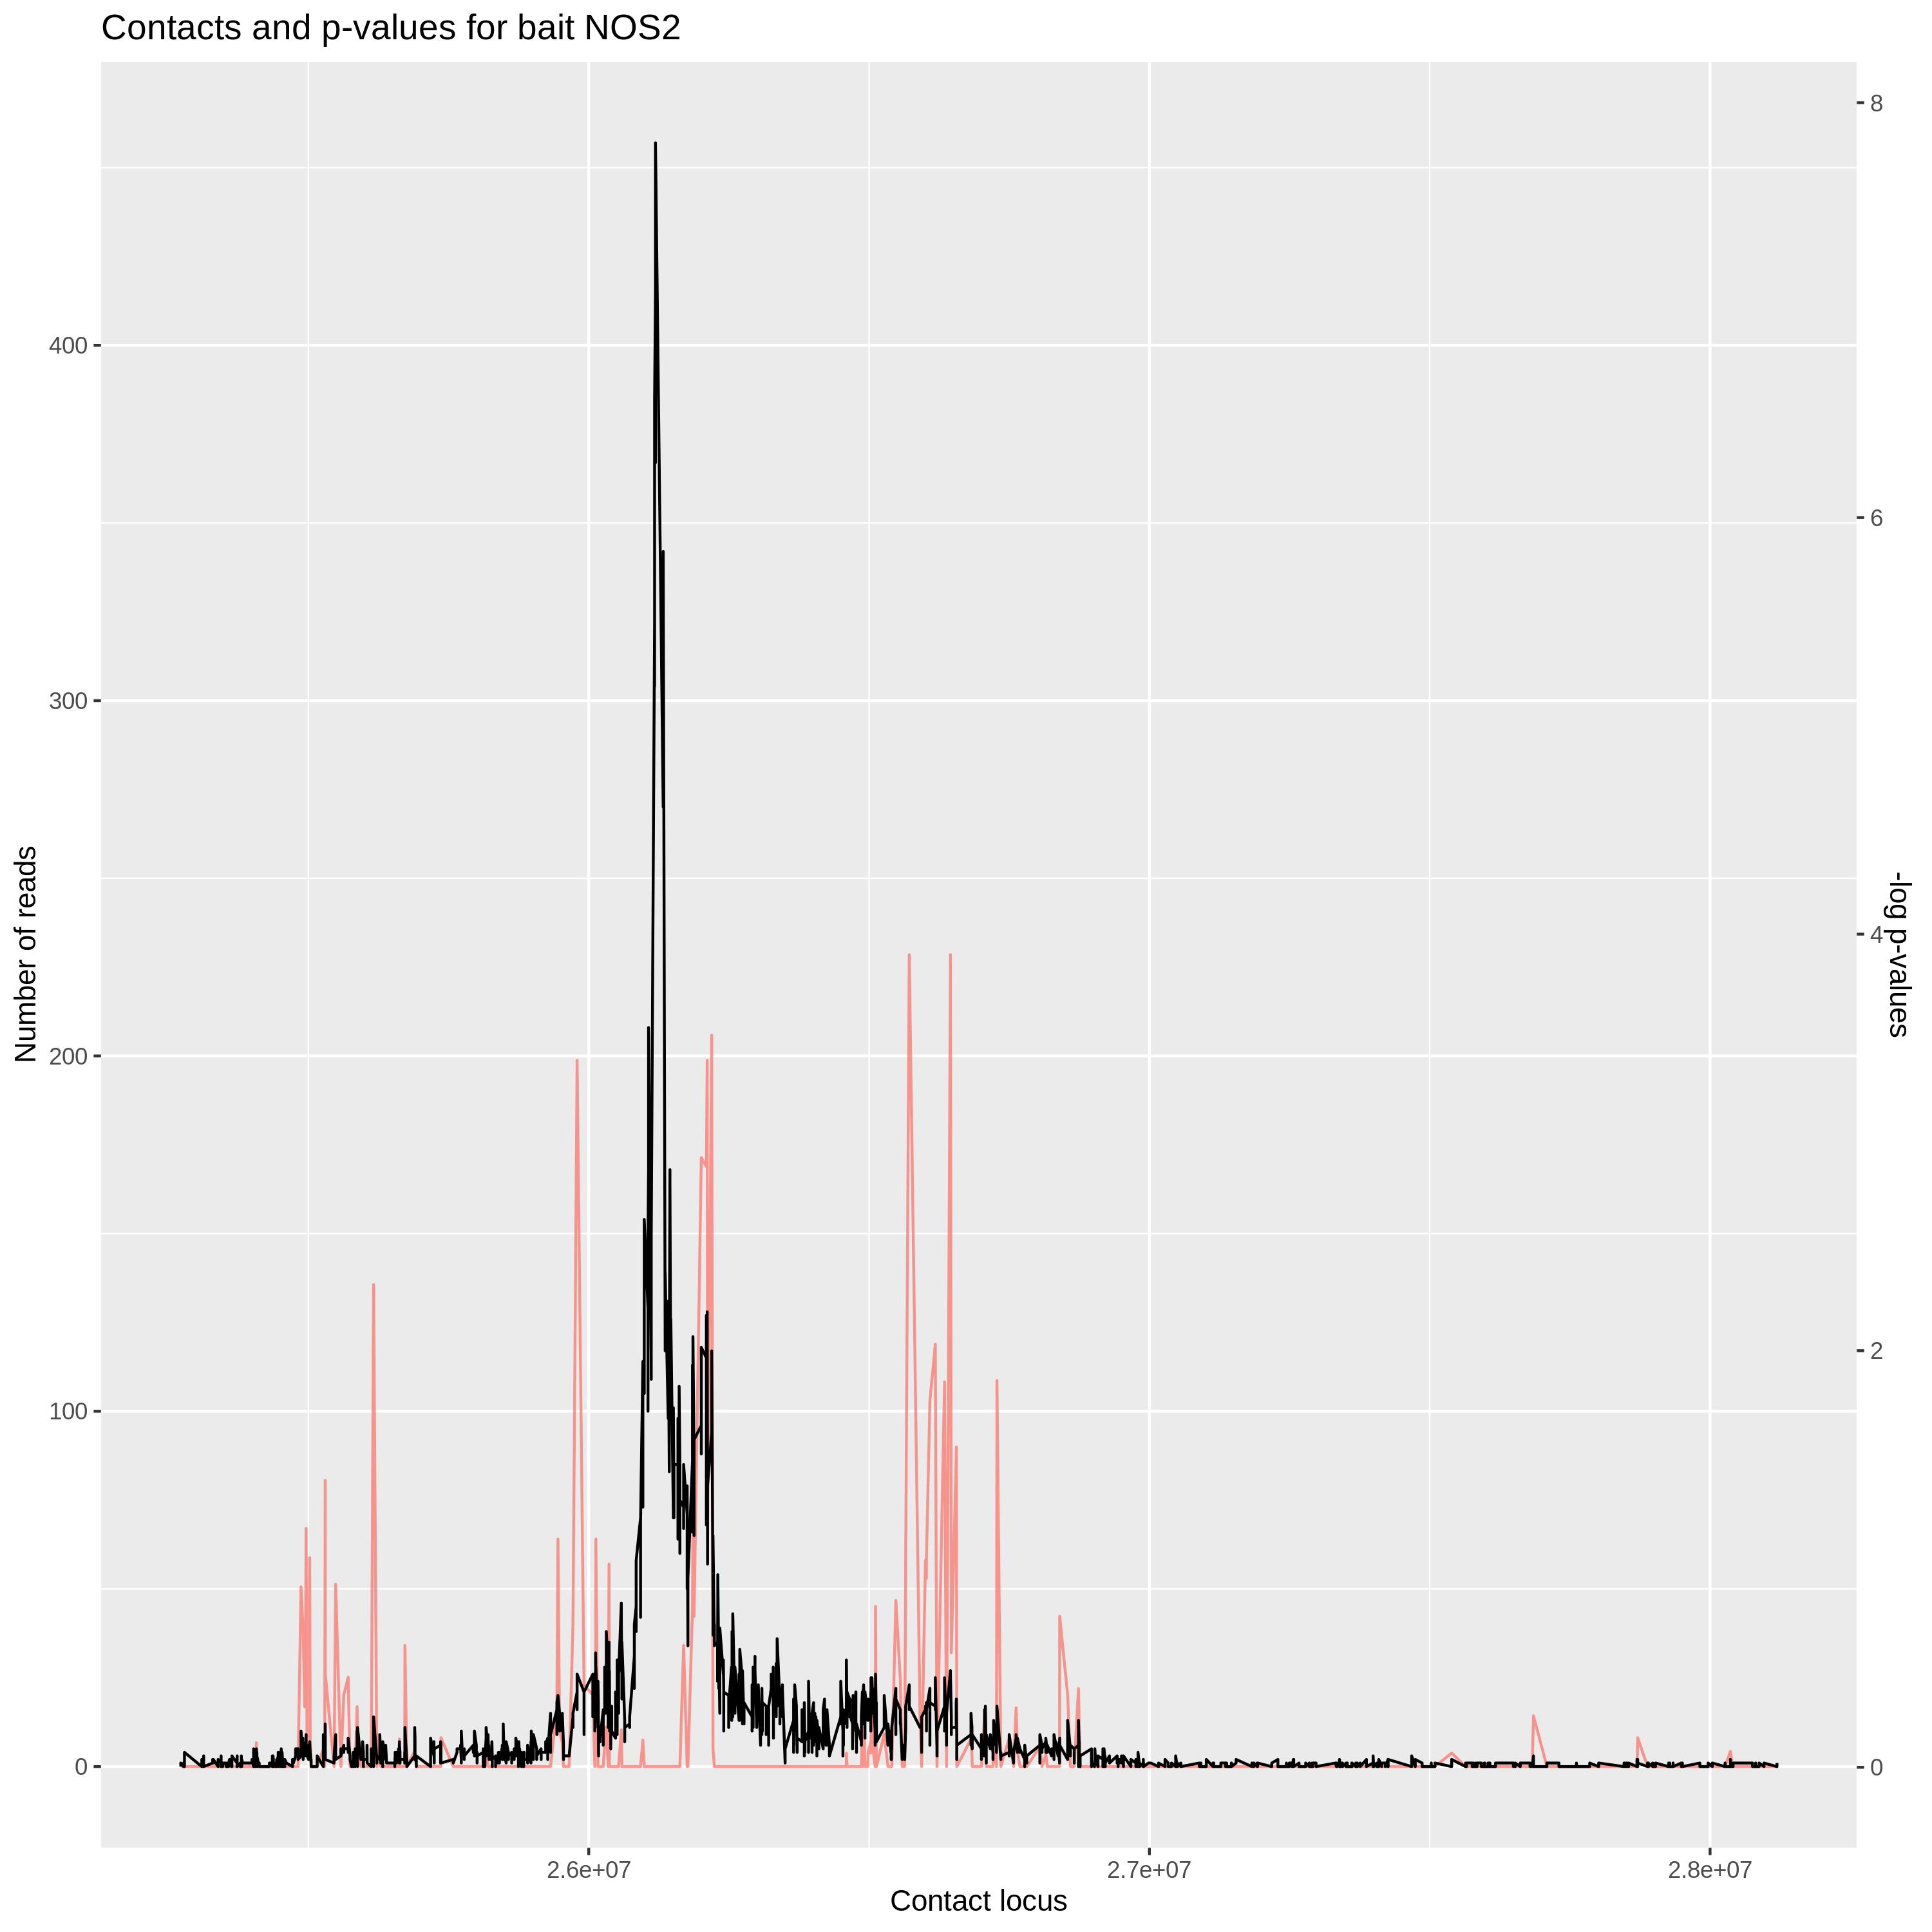 Contacts and p-values for bait NOS2
Number of reads
400
300
200
100
0
8
6
4
2
0
-log p-values
2.6e+07
2.7e+07
2.8e+07
Contact locus